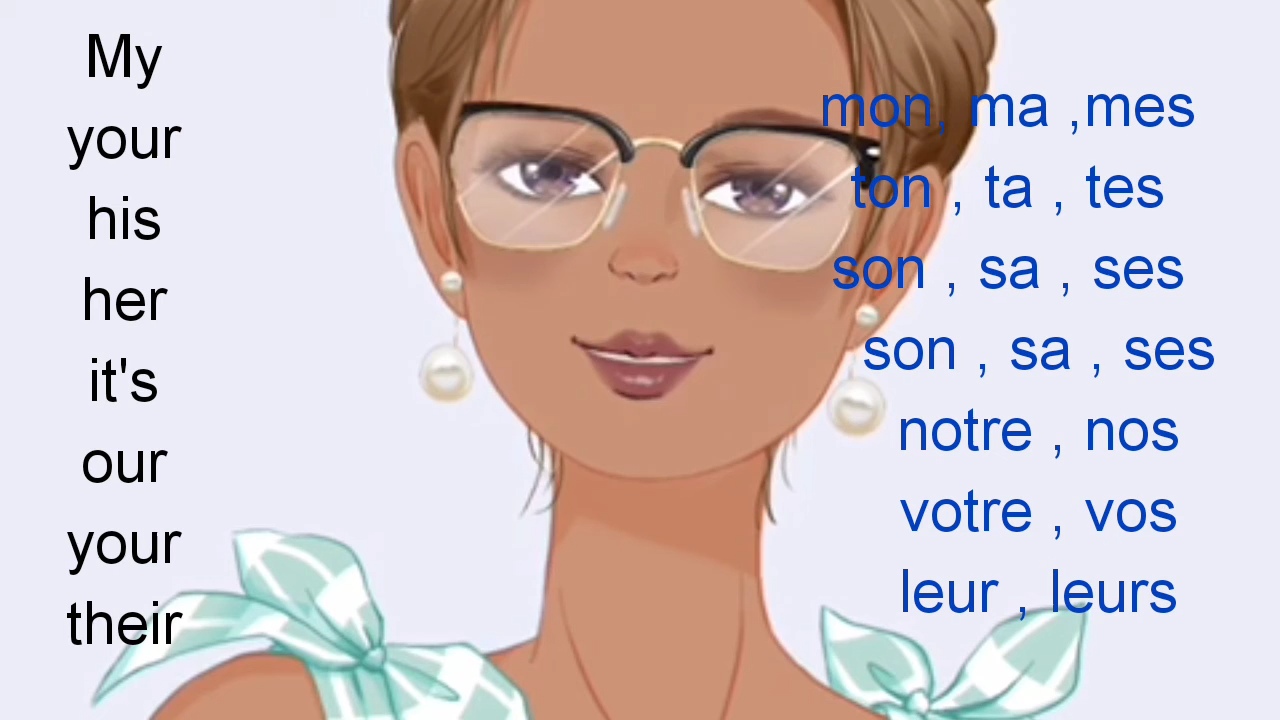 My
your
his
her
it's
our
your
their
mon, ma ,mes
ton , ta , tes
son , sa , ses
son , sa , ses
notre , nos
votre , vos
leur , leurs